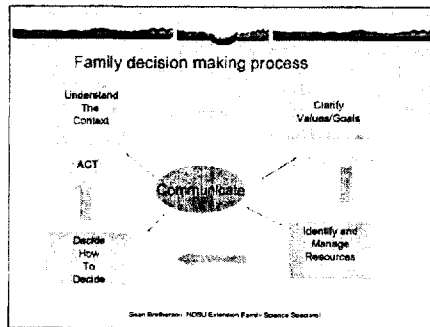 Family decision making process
Understand
The
Context
Clarify
Values/Goals
ACT
Communicate
Decide
How
To
Decide
Identify and
Manage
Resources
Sean Brotherson, NDSU Extension Family Science Specialist